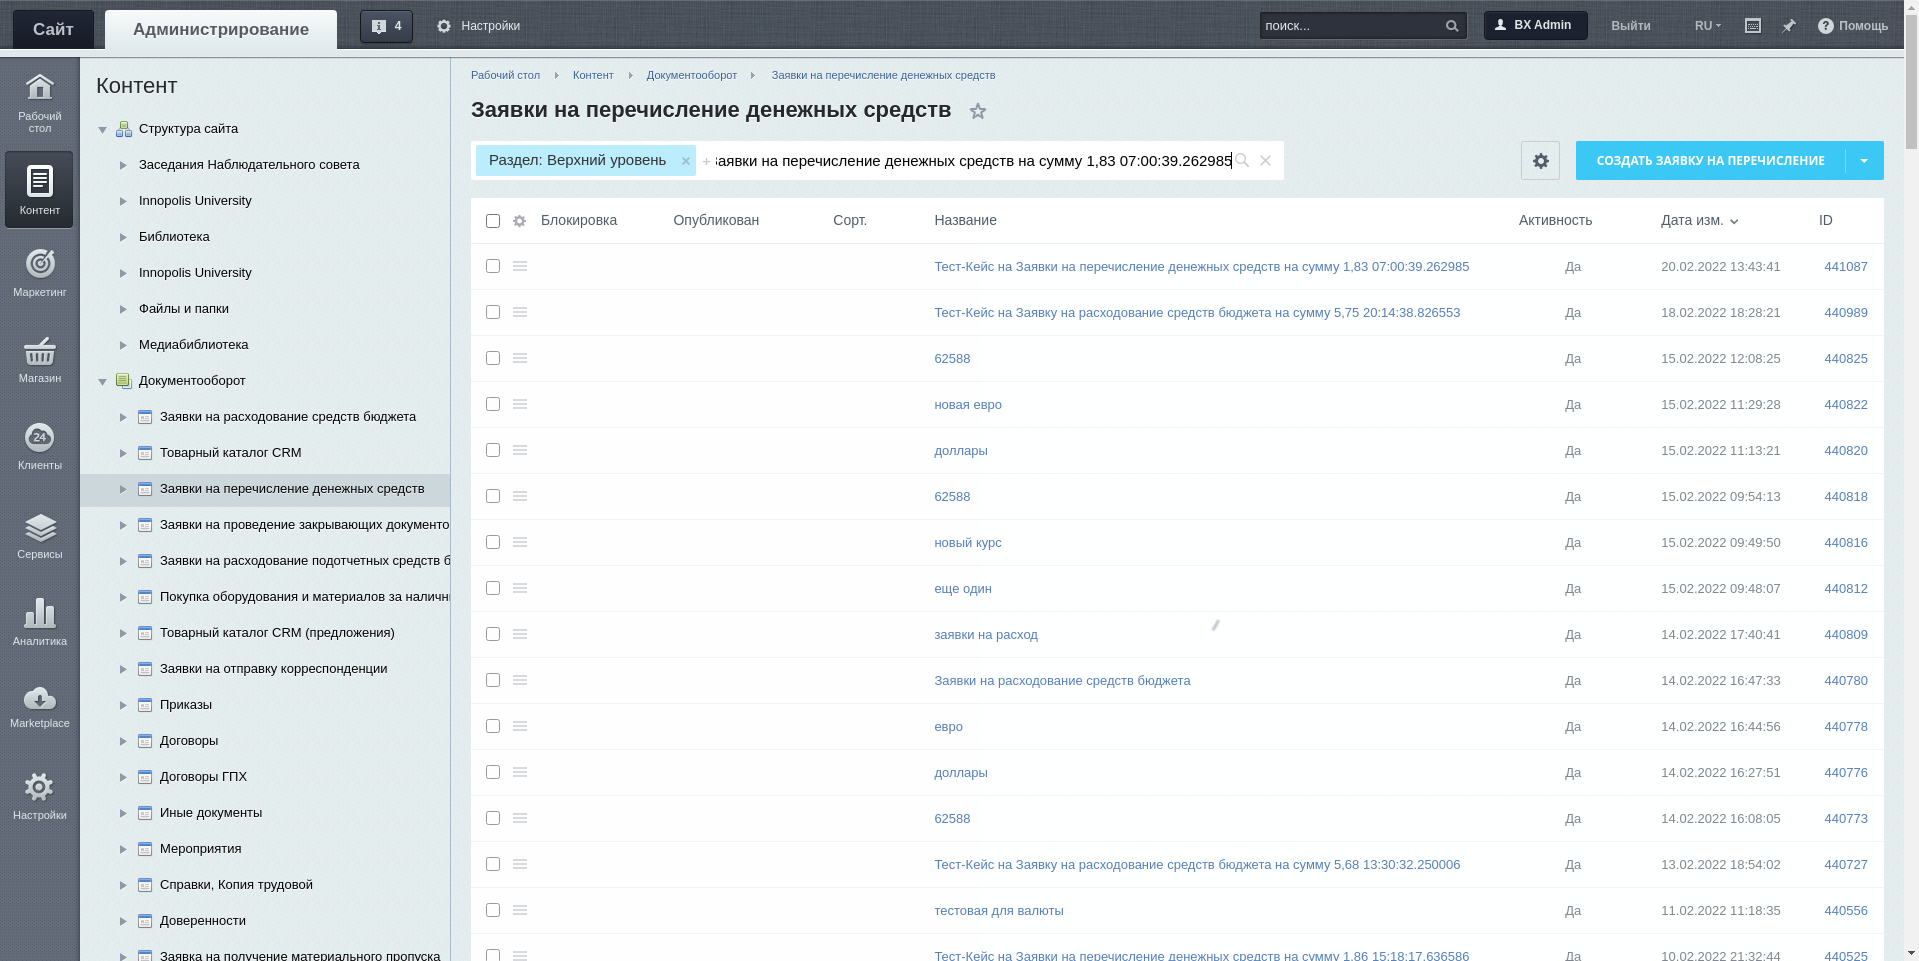 Сайт
Администрирование
4
Настройки
поиск...
BX Admin
Выйти
RU
Помощь
Рабочий стол
Контент
Маркетинг
Магазин
24
Клиенты
Сервисы
Аналитика
Marketplace
Настройки
Контент
Структура сайта
Заседания Наблюдательного совета
Innopolis University
Библиотека
Innopolis University
Файлы и папки
Медиабиблиотека
Документооборот
Заявки на расходование средств бюджета
Товарный каталог CRM
Заявки на перечисление денежных средств
Заявки на проведение закрывающих документо
Заявки на расходование подотчетных средств б
Покупка оборудования и материалов за наличн
Товарный каталог CRM (предложения)
Заявки на отправку корреспонденции
Приказы
Договоры
Договоры ГПХ
Иные документы
Мероприятия
Справки, Копия трудовой
Доверенности
Заявка на получение материального пропуска
Рабочий стол Контент Документооборот Заявки на перечисление денежных средств
Заявки на перечисление денежных средств
Раздел: Верхний уровень × + аявки на перечисление денежных средств на сумму 1,83 07:00:39.262985
СОЗДАТЬ ЗАЯВКУ НА ПЕРЕЧИСЛЕНИЕ
Блокировка Опубликован Сорт. Название Активность Дата изм. ID
Тест-Кейс на Заявки на перечисление денежных средств на сумму 1,83 07:00:39.262985 Да 20.02.2022 13:43:41 441087
Тест-Кейс на Заявку на расходование средств бюджета на сумму 5,75 20:14:38.826553 Да 18.02.2022 18:28:21 440989
62588 Да 15.02.2022 12:08:25 440825
новая евро Да 15.02.2022 11:29:28 440822
доллары Да 15.02.2022 11:13:21 440820
62588 Да 15.02.2022 09:54:13 440818
новый курс Да 15.02.2022 09:49:50 440816
еще один Да 15.02.2022 09:48:07 440812
заявки на расход Да 14.02.2022 17:40:41 440809
Заявки на расходование средств бюджета Да 14.02.2022 16:47:33 440780
евро Да 14.02.2022 16:44:56 440778
доллары Да 14.02.2022 16:27:51 440776
62588 Да 14.02.2022 16:08:05 440773
Тест-Кейс на Заявку на расходование средств бюджета на сумму 5,68 13:30:32.250006 Да 13.02.2022 18:54:02 440727
тестовая для валюты Да 11.02.2022 11:18:35 440556
Тест-Кейс на Заявки на перечисление денежных средств на сумму 1,86 15:18:17.636586 Да 10.02.2022 21:32:44 440525